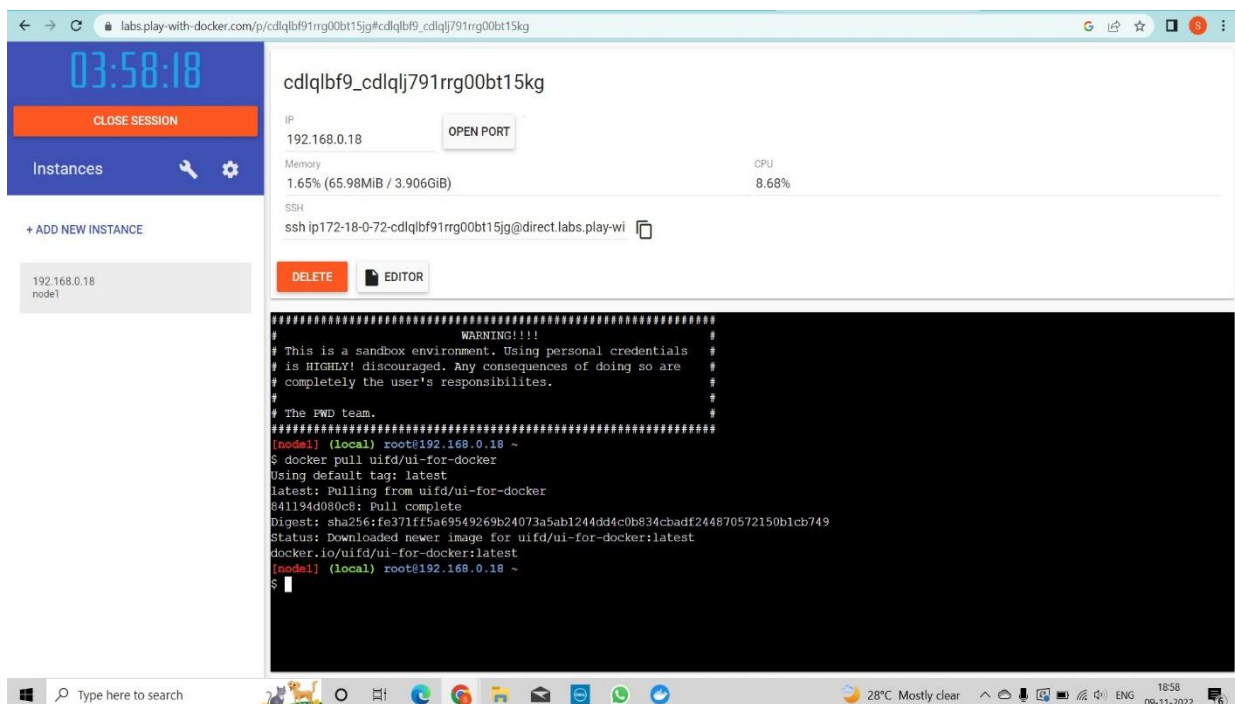 labs.play-with-docker.com/p/cdlqlbf91rrg00bt15jg#cdlqlbf9_cdlqlj791rrg00bt15kg
G
S
03:58:18
CLOSE SESSION
Instances
+ ADD NEW INSTANCE
192.168.0.18
node1
cdlqlbf9_cdlqlj791rrg00bt15kg
IP
192.168.0.18
OPEN PORT
Memory
CPU
1.65% (65.98MiB / 3.906GiB)
8.68%
SSH
ssh ip172-18-0-72-cdlqlbf91rrg00bt15jg@direct.labs.play-wi
DELETE
EDITOR
###############################################################
# WARNING!!!! #
# This is a sandbox environment. Using personal credentials #
# is HIGHLY! discouraged. Any consequences of doing so are #
# completely the user's responsibilites. #
# #
# The PWD team. #
###############################################################
[node1] (local) root@192.168.0.18 ~
$ docker pull uifd/ui-for-docker
Using default tag: latest
latest: Pulling from uifd/ui-for-docker
841194d080c8: Pull complete
Digest: sha256:fe371ff5a69549269b24073a5ab1244dd4c0b834cbadf244870572150b1cb749
Status: Downloaded newer image for uifd/ui-for-docker:latest
docker.io/uifd/ui-for-docker:latest
[node1] (local) root@192.168.0.18 ~
$
Type here to search
28°C Mostly clear
ENG
18:58
09-11-2022
6